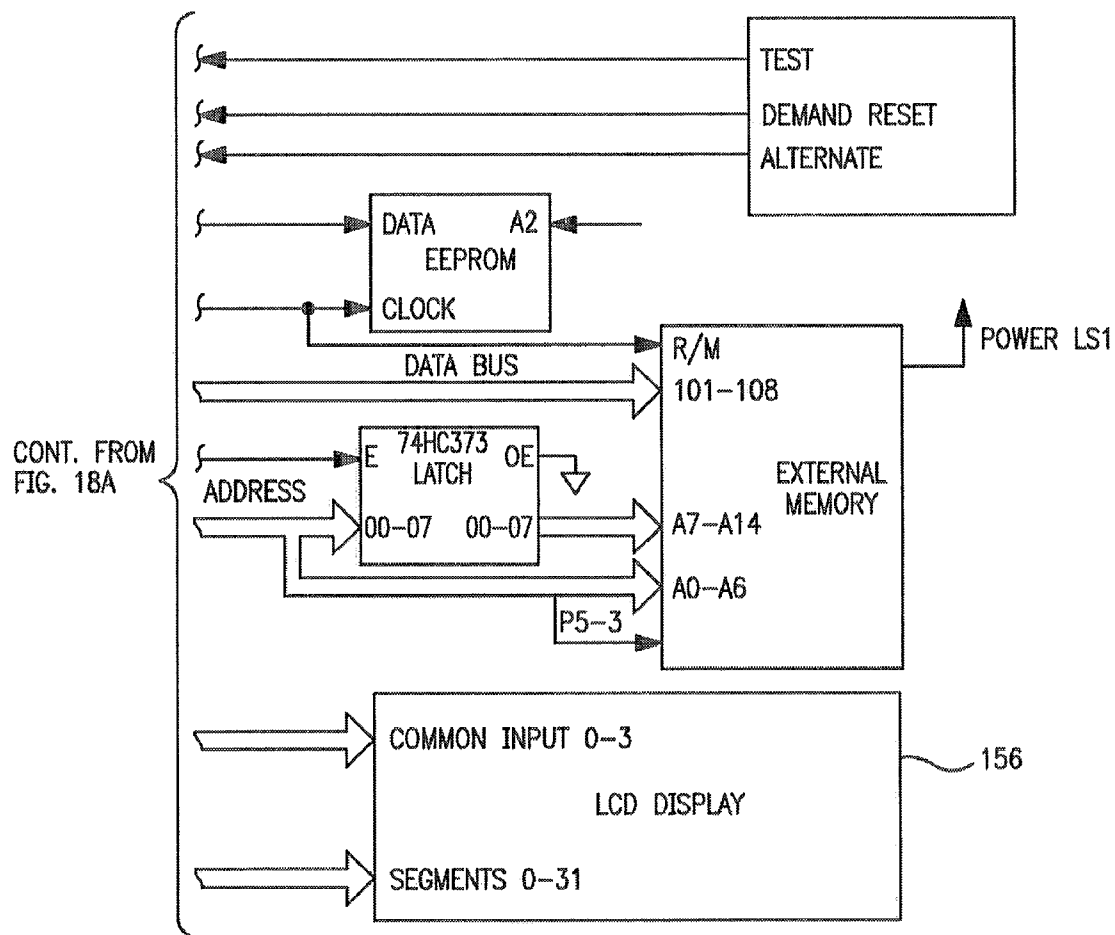 TEST
DEMAND RESET
ALTERNATE
DATA A2
EEPROM
CLOCK
POWER LS1
R/M
DATA BUS
101-108
CONT. FROM
FIG. 18A
E 74HC373 OE
LATCH
EXTERNAL
MEMORY
ADDRESS
00-07 00-07
A7-A14
A0-A6
P5-3
COMMON INPUT 0-3
156
LCD DISPLAY
SEGMENTS 0-31